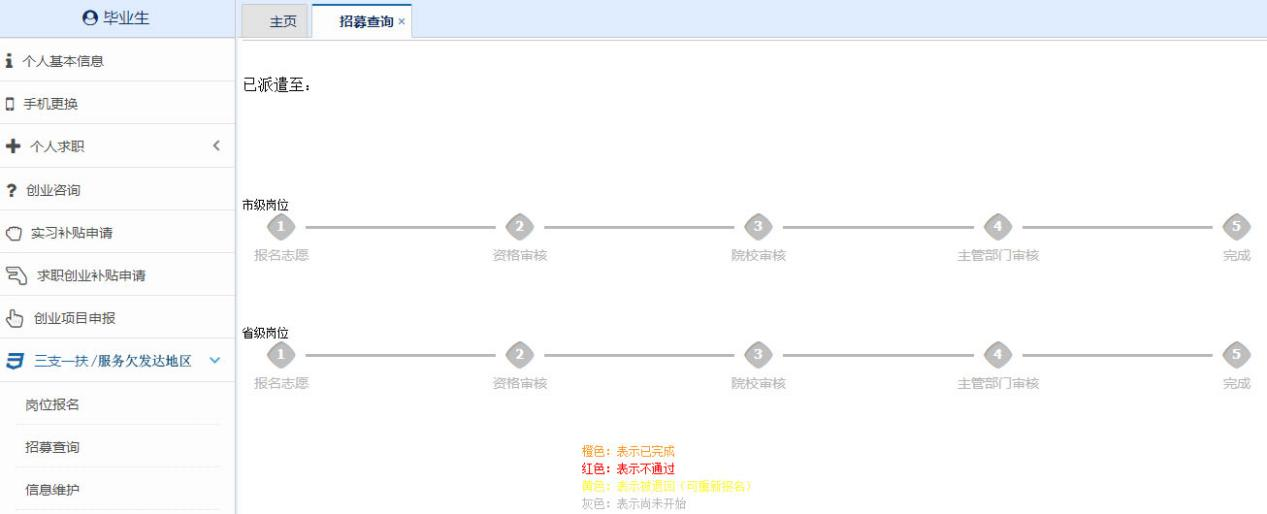 毕业生
主页
招募查询 ×
个人基本信息
手机更换
个人求职
创业咨询
实习补贴申请
求职创业补贴申请
创业项目申报
三支一扶/服务欠发达地区
岗位报名
招募查询
信息维护
已派遣至：
市级岗位
1 2 3 4 5
报名志愿 资格审核 院校审核 主管部门审核 完成
省级岗位
1 2 3 4 5
报名志愿 资格审核 院校审核 主管部门审核 完成
橙色：表示已完成
红色：表示不通过
黄色：表示被退回（可重新报名）
灰色：表示尚未开始